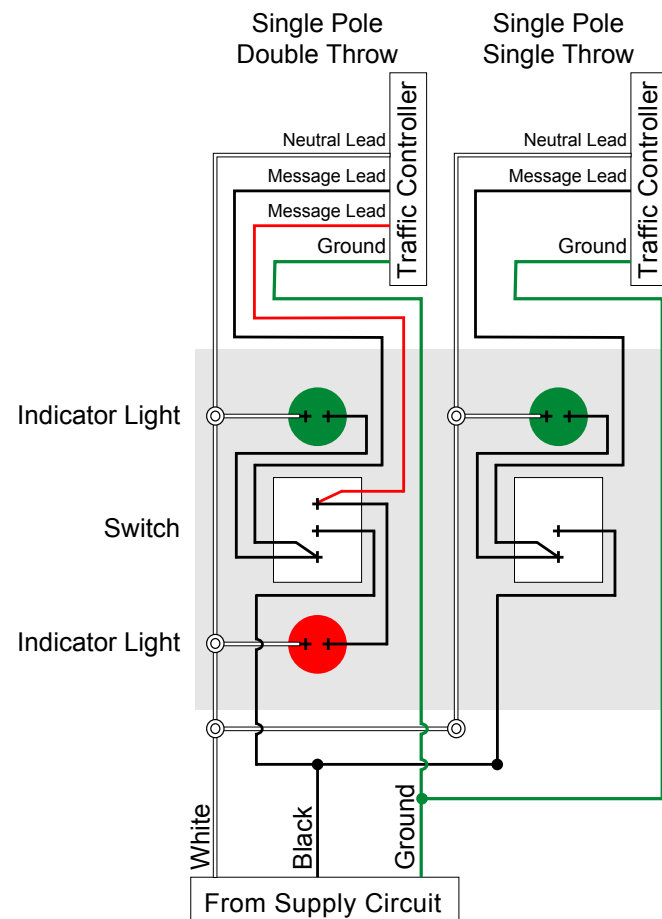 Single Pole
Double Throw
Single Pole
Single Throw
Traffic Controller
Traffic Controller
Neutral Lead
Message Lead
Message Lead
Ground
Neutral Lead
Message Lead
Ground
Indicator Light
Switch
Indicator Light
White
Black
Ground
From Supply Circuit